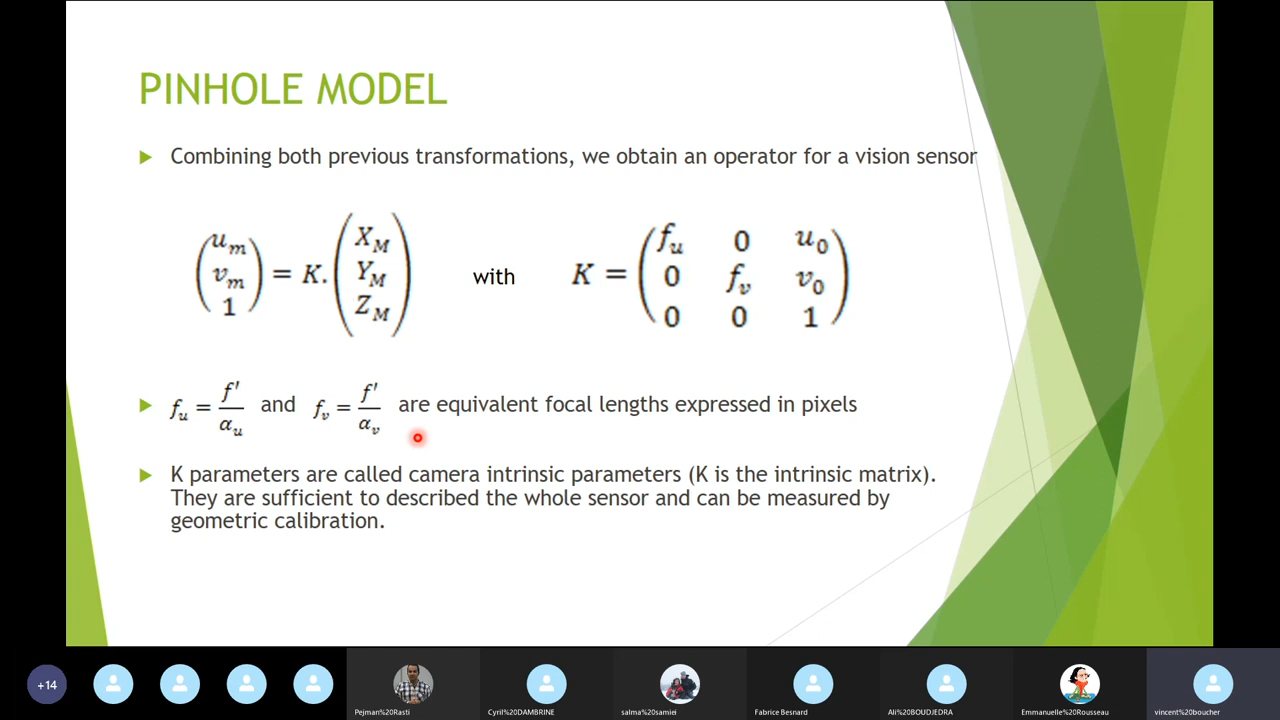 PINHOLE MODEL
Combining both previous transformations, we obtain an operator for a vision sensor
(u_m v_m 1) = K. (X_M Y_M Z_M) with K = (f_u 0 u_0 0 f_v v_0 0 0 1)
f_u = f'/α_u and f_v = f'/α_v are equivalent focal lengths expressed in pixels
K parameters are called camera intrinsic parameters (K is the intrinsic matrix).
They are sufficient to described the whole sensor and can be measured by
geometric calibration.
+14
Pejman%20Rasti
Cyril%20DAMBRINE
salma%20samiei
Fabrice Besnard
Ali%20BOUDJEDRA
Emmanuelle%20Rousseau
vincent%20boucher